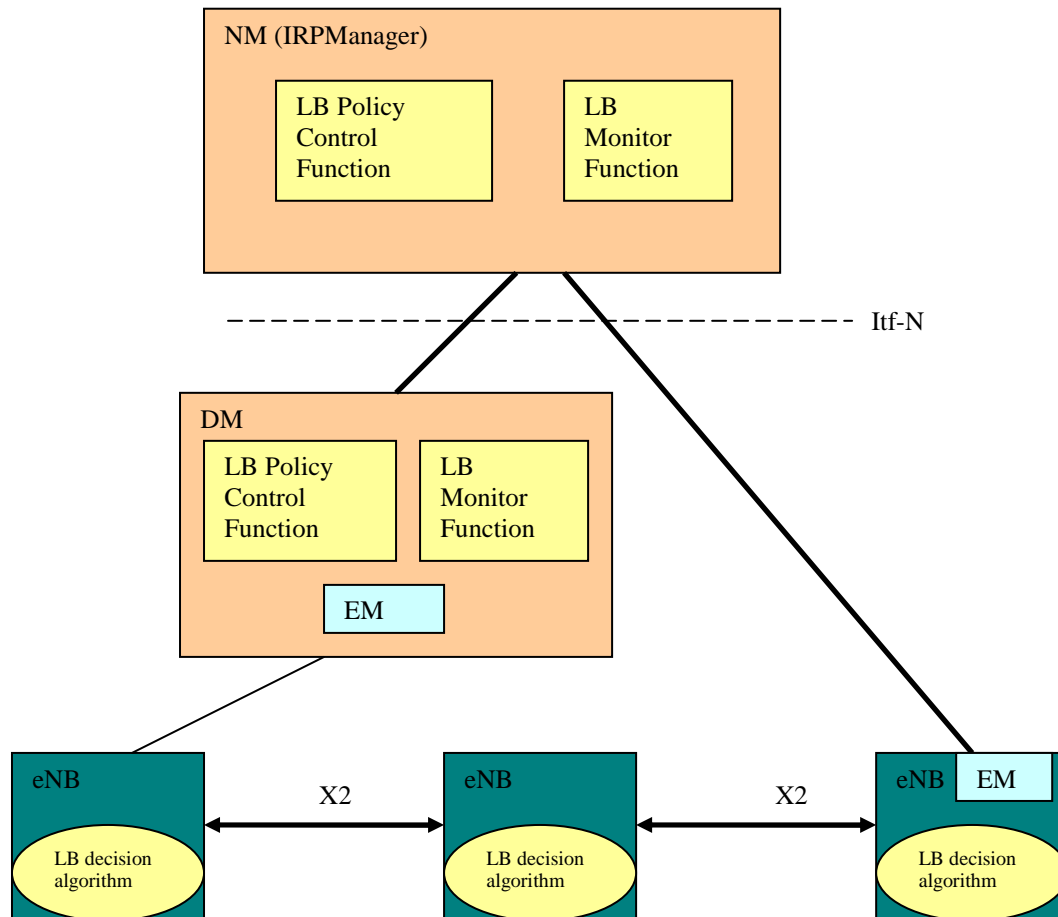 NM (IRPManager)
LB Policy
Control
Function
LB
Monitor
Function
Itf-N
DM
LB Policy
Control
Function
LB
Monitor
Function
EM
eNB
X2
eNB
X2
eNB
EM
LB decision
algorithm
LB decision
algorithm
LB decision
algorithm